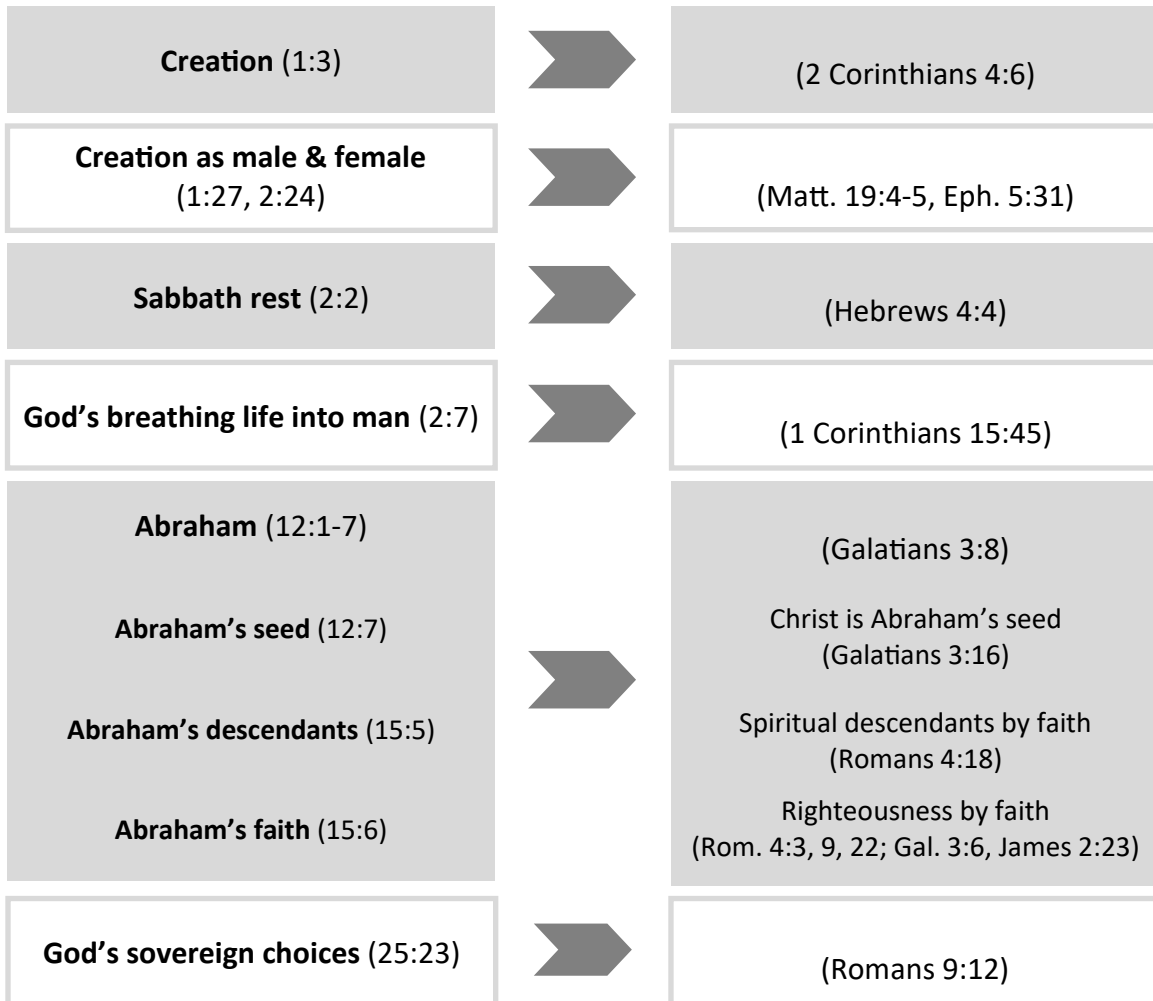 Creation (1:3)
(2 Corinthians 4:6)
Creation as male & female
(1:27, 2:24)
(Matt. 19:4-5, Eph. 5:31)
Sabbath rest (2:2)
(Hebrews 4:4)
God’s breathing life into man (2:7)
(1 Corinthians 15:45)
Abraham (12:1-7)
(Galatians 3:8)
Abraham’s seed (12:7)
Christ is Abraham’s seed
(Galatians 3:16)
Abraham’s descendants (15:5)
Spiritual descendants by faith
(Romans 4:18)
Abraham’s faith (15:6)
Righteousness by faith
(Rom. 4:3, 9, 22; Gal. 3:6, James 2:23)
God’s sovereign choices (25:23)
(Romans 9:12)